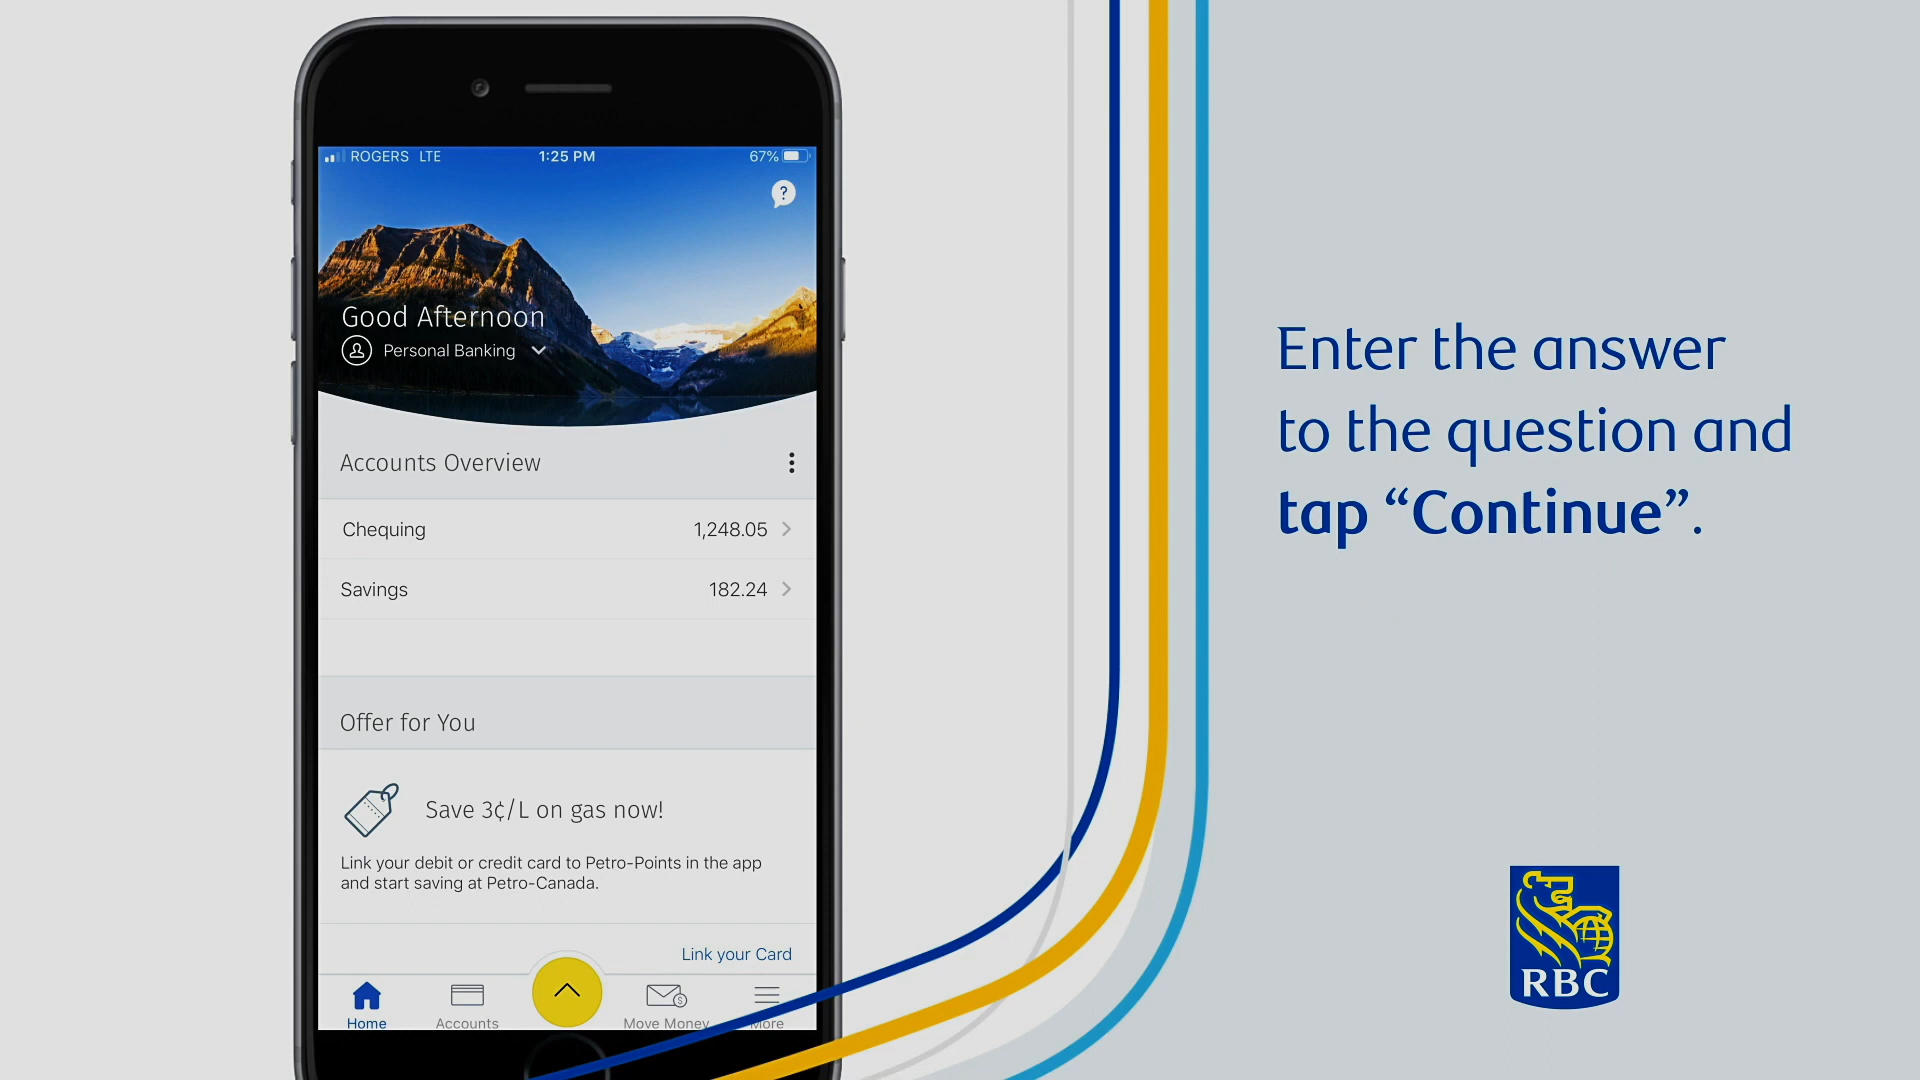 ROGERS LTE 1:25 PM 67%
?
Good Afternoon
Personal Banking
Accounts Overview
Chequing 1,248.05
Savings 182.24
Offer for You
Save 3¢/L on gas now!
Link your debit or credit card to Petro-Points in the app
and start saving at Petro-Canada.
Link your Card
Home Accounts Move Money More
Enter the answer
to the question and
tap “Continue”.
RBC